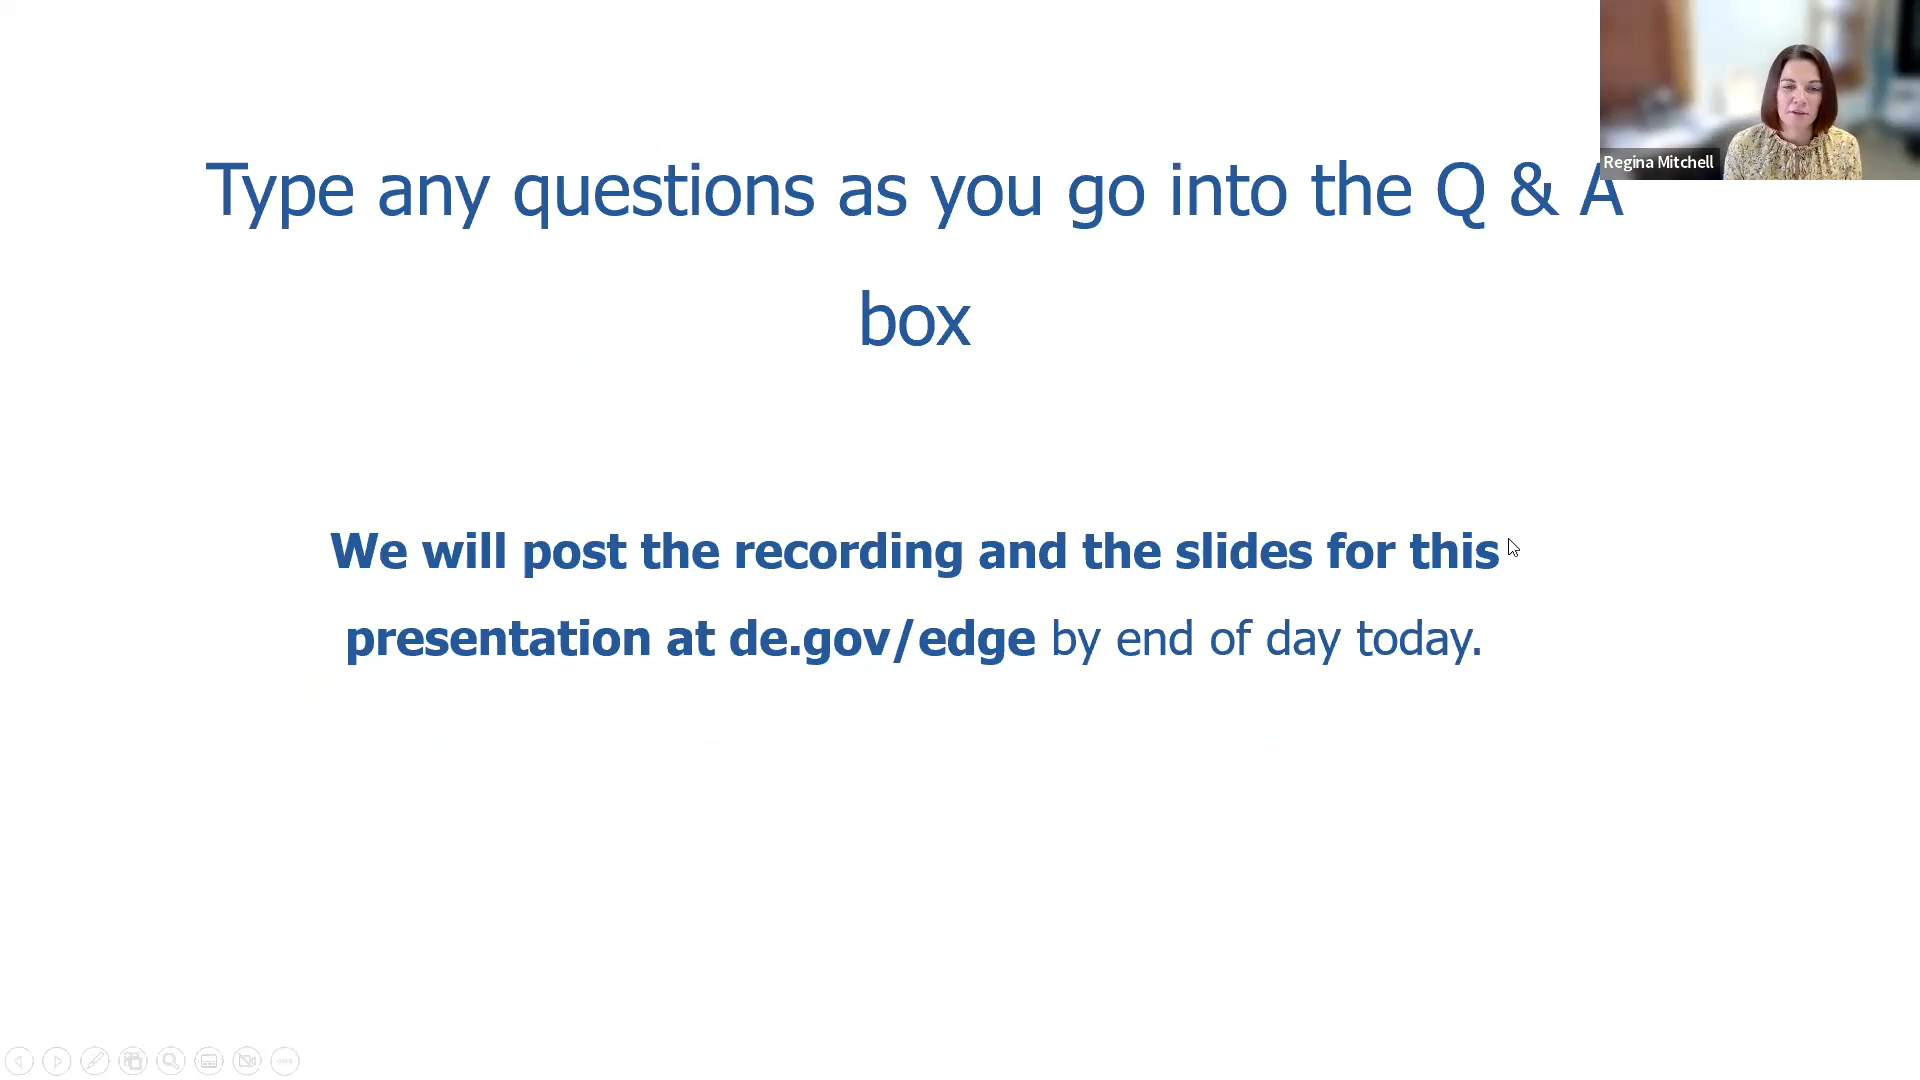 Type any questions as you go into the Q & A
box
We will post the recording and the slides for this
presentation at de.gov/edge by end of day today.
Regina Mitchell